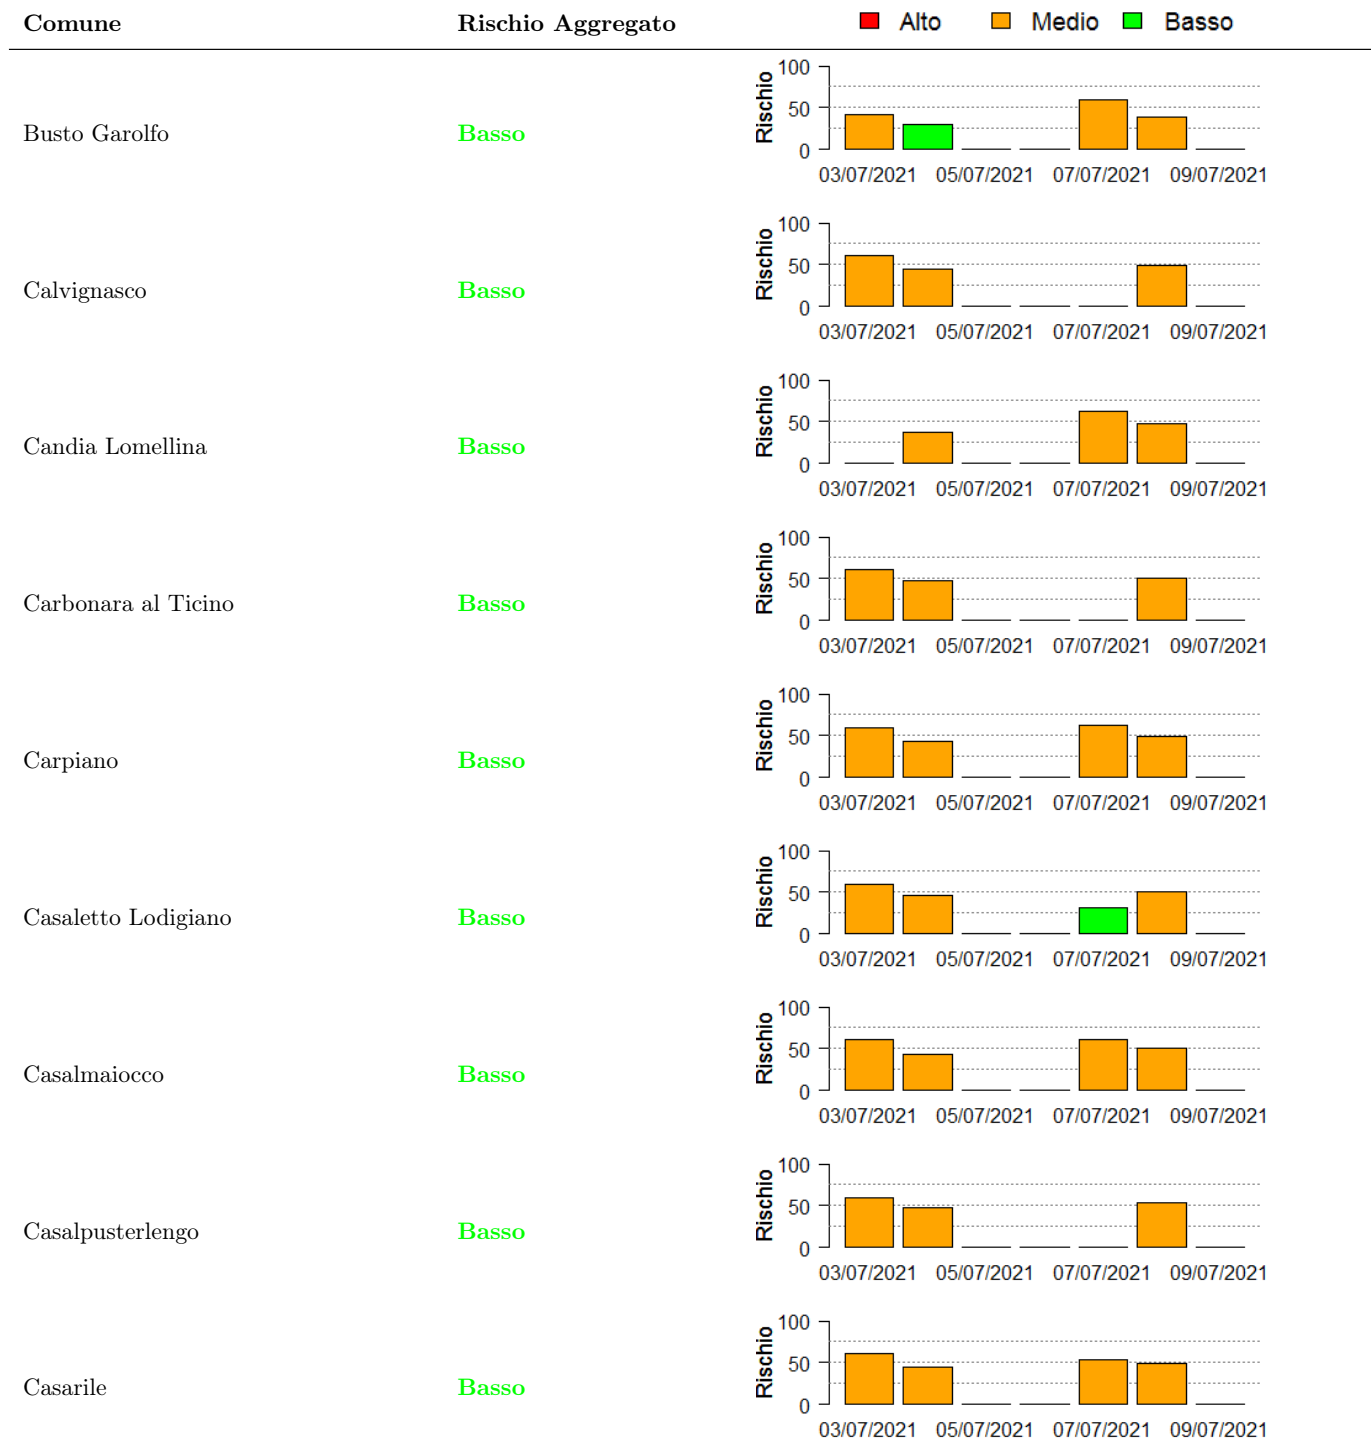 Comune Rischio Aggregato Alto Medio Basso
100
50
0
Rischio
Busto Garolfo Basso
03/07/2021 05/07/2021 07/07/2021 09/07/2021
100
50
0
Rischio
Calvignasco Basso
03/07/2021 05/07/2021 07/07/2021 09/07/2021
100
50
0
Rischio
Candia Lomellina Basso
03/07/2021 05/07/2021 07/07/2021 09/07/2021
100
50
0
Rischio
Carbonara al Ticino Basso
03/07/2021 05/07/2021 07/07/2021 09/07/2021
100
50
0
Rischio
Carpiano Basso
03/07/2021 05/07/2021 07/07/2021 09/07/2021
100
50
0
Rischio
Casaletto Lodigiano Basso
03/07/2021 05/07/2021 07/07/2021 09/07/2021
100
50
0
Rischio
Casalmaiocco Basso
03/07/2021 05/07/2021 07/07/2021 09/07/2021
100
50
0
Rischio
Casalpusterlengo Basso
03/07/2021 05/07/2021 07/07/2021 09/07/2021
100
50
0
Rischio
Casarile Basso
03/07/2021 05/07/2021 07/07/2021 09/07/2021